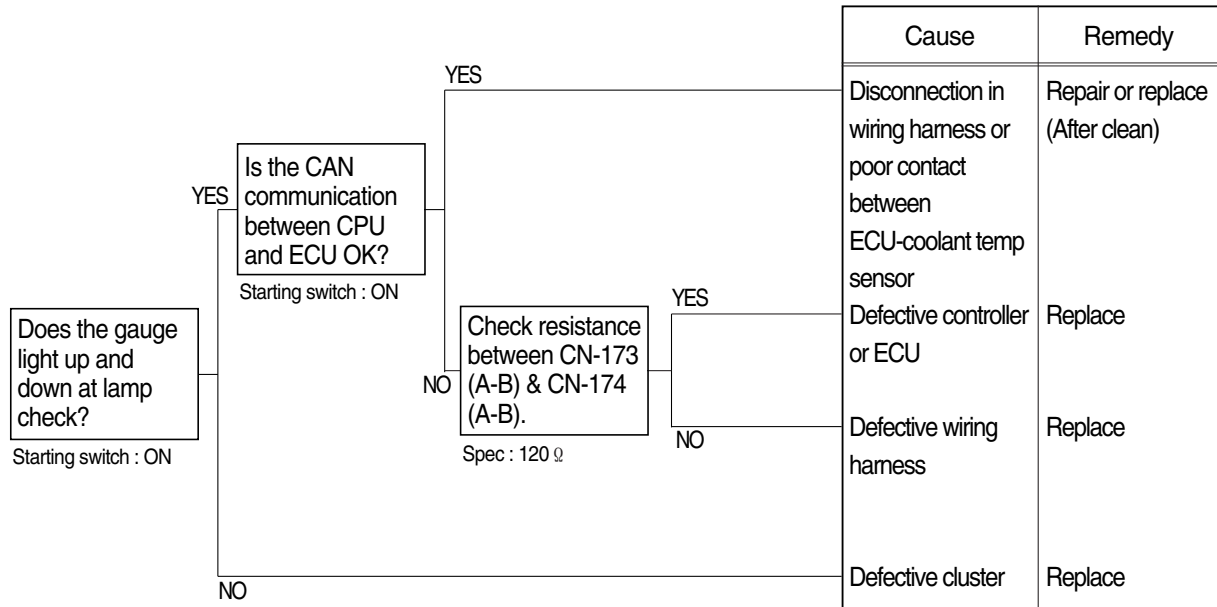 Cause
Remedy
YES
Disconnection in
wiring harness or
poor contact
between
ECU-coolant temp
sensor
Repair or replace
(After clean)
YES
Is the CAN
communication
between CPU
and ECU OK?
Starting switch : ON
Does the gauge
light up and
down at lamp
check?
Starting switch : ON
NO
Check resistance
between CN-173
(A-B) & CN-174
(A-B).
Spec : 120 Ω
YES
Defective controller
or ECU
Replace
NO
Defective wiring
harness
Replace
NO
Defective cluster
Replace